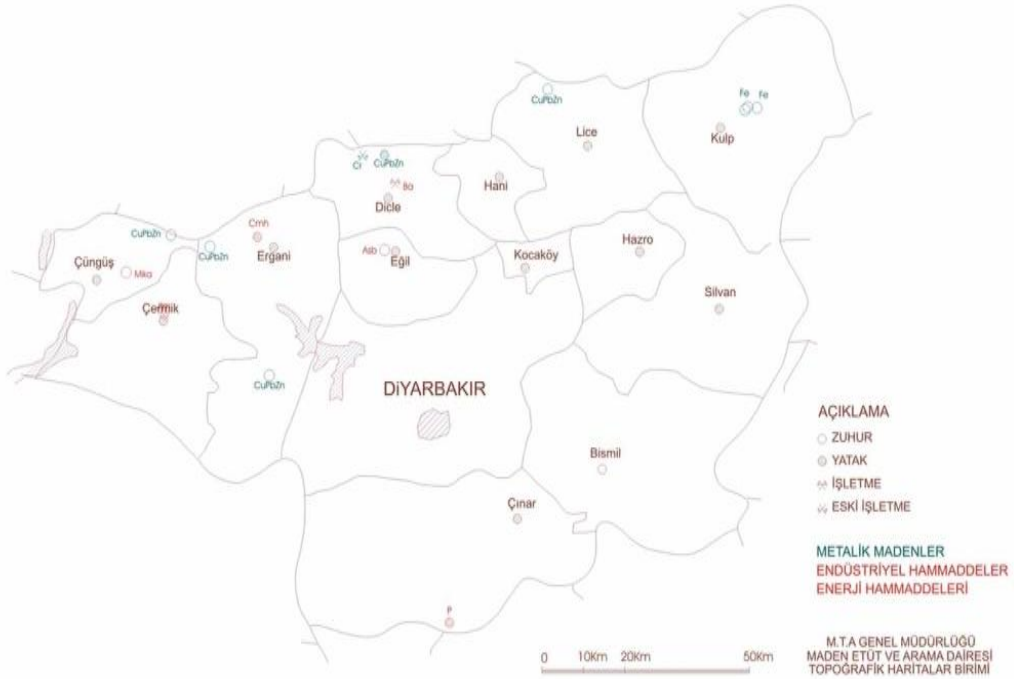 Fe Fe
CuPbZn
Lice
Kulp
Cr
CuPbZn
Ba
Hani
Dicle
CuPbZn
Cmh
CuPbZn
Ergani
Asb
Eğil
Kocaköy
Hazro
Çüngüş
Mika
Silvan
Çermik
CuPbZn
DİYARBAKIR
Bismil
Çınar
P
AÇIKLAMA
ZUHUR
YATAK
İŞLETME
ESKİ İŞLETME
METALİK MADENLER
ENDÜSTRİYEL HAMMADDELER
ENERJİ HAMMADDELERİ
0 10Km 20Km 50Km
M.T.A GENEL MÜDÜRLÜĞÜ
MADEN ETÜT VE ARAMA DAİRESİ
TOPOĞRAFİK HARİTALAR BİRİMİ